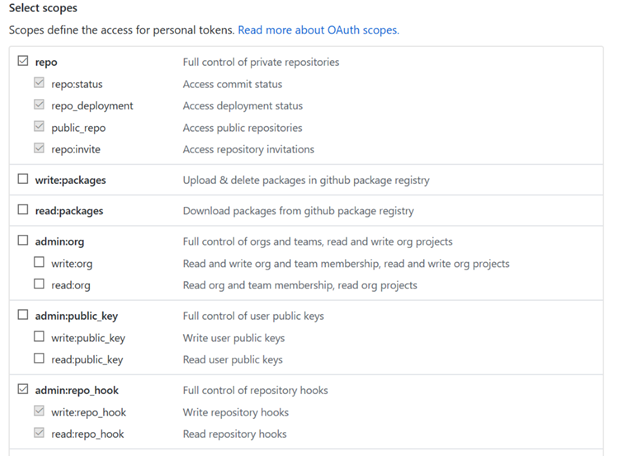 Select scopes
Scopes define the access for personal tokens. Read more about OAuth scopes.
repo Full control of private repositories
repo:status Access commit status
repo_deployment Access deployment status
public_repo Access public repositories
repo:invite Access repository invitations
write:packages Upload & delete packages in github package registry
read:packages Download packages from github package registry
admin:org Full control of orgs and teams, read and write org projects
write:org Read and write org and team membership, read and write org projects
read:org Read org and team membership, read org projects
admin:public_key Full control of user public keys
write:public_key Write user public keys
read:public_key Read user public keys
admin:repo_hook Full control of repository hooks
write:repo_hook Write repository hooks
read:repo_hook Read repository hooks